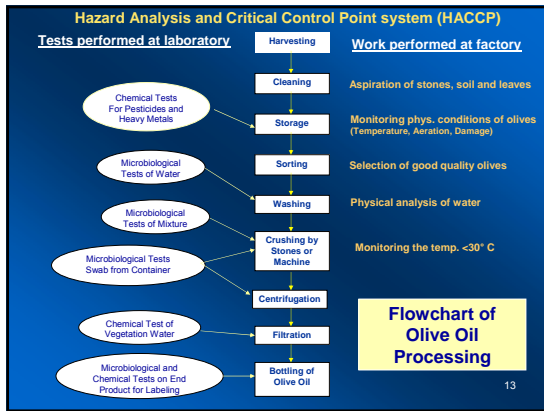 Hazard Analysis and Critical Control Point system (HACCP)
Tests performed at laboratory
Work performed at factory
Harvesting
Cleaning
Aspiration of stones, soil and leaves
Chemical Tests
For Pesticides and
Heavy Metals
Storage
Monitoring phys. conditions of olives
(Temperature, Aeration, Damage)
Sorting
Selection of good quality olives
Microbiological
Tests of Water
Washing
Physical analysis of water
Microbiological
Tests of Mixture
Crushing by
Stones or
Machine
Monitoring the temp. <30° C
Microbiological Tests
Swab from Container
Centrifugation
Chemical Test of
Vegetation Water
Filtration
Microbiological and
Chemical Tests on End
Product for Labeling
Bottling of
Olive Oil
Flowchart of
Olive Oil
Processing
13